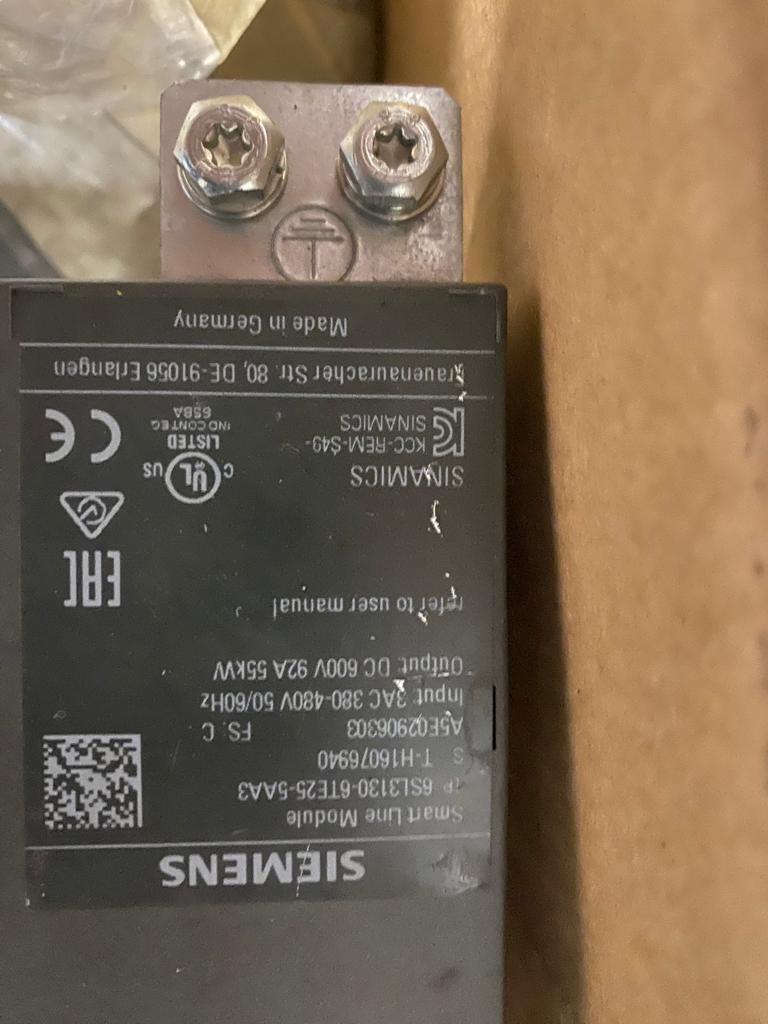 SIEMENS
Smart Line Module
1P 6SL3130-6TE25-5AA3
S T-H16076940
A5E02906303 FS. C
Input: 3AC 380-480V 50/60Hz
Output: DC 600V 92A 55kW
refer to user manual
EAC
SINAMICS
C UL US
LISTED
IND CONT EQ
65BA
KCC-REM-S49-
SINAMICS
CE
Frauenauracher Str. 80, DE-91056 Erlangen
Made in Germany